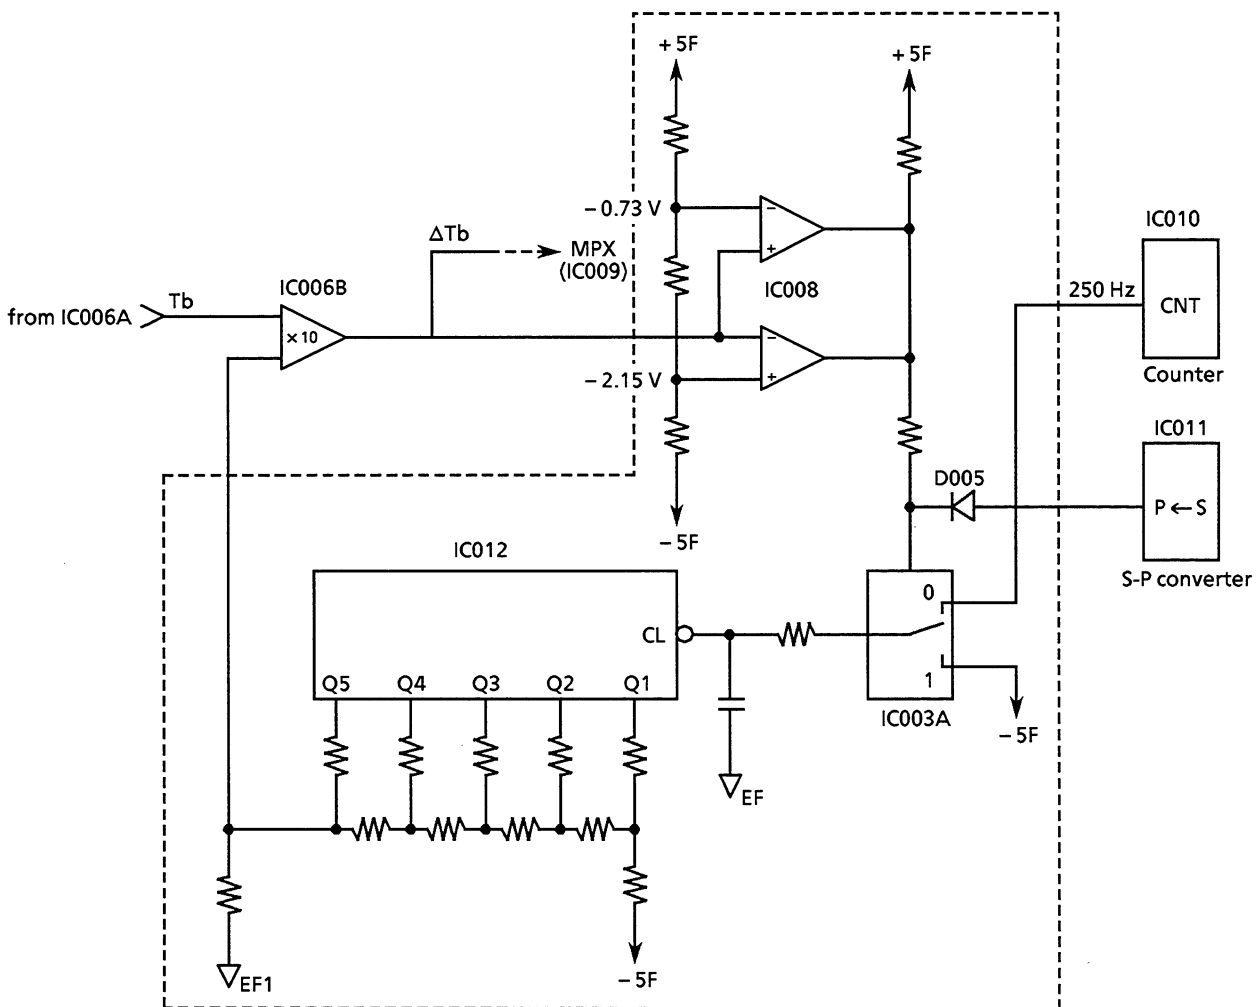 +5F
+5F
IC010
-0.73 V
ΔTb
MPX
(IC009)
IC006B
IC008
250 Hz
CNT
from IC006A
Tb
×10
-
+
-
+
-2.15 V
Counter
IC011
D005
P←S
-5F
IC012
S-P converter
0
CL
Q5
Q4
Q3
Q2
Q1
1
IC003A
-5F
EF
EF1
-5F